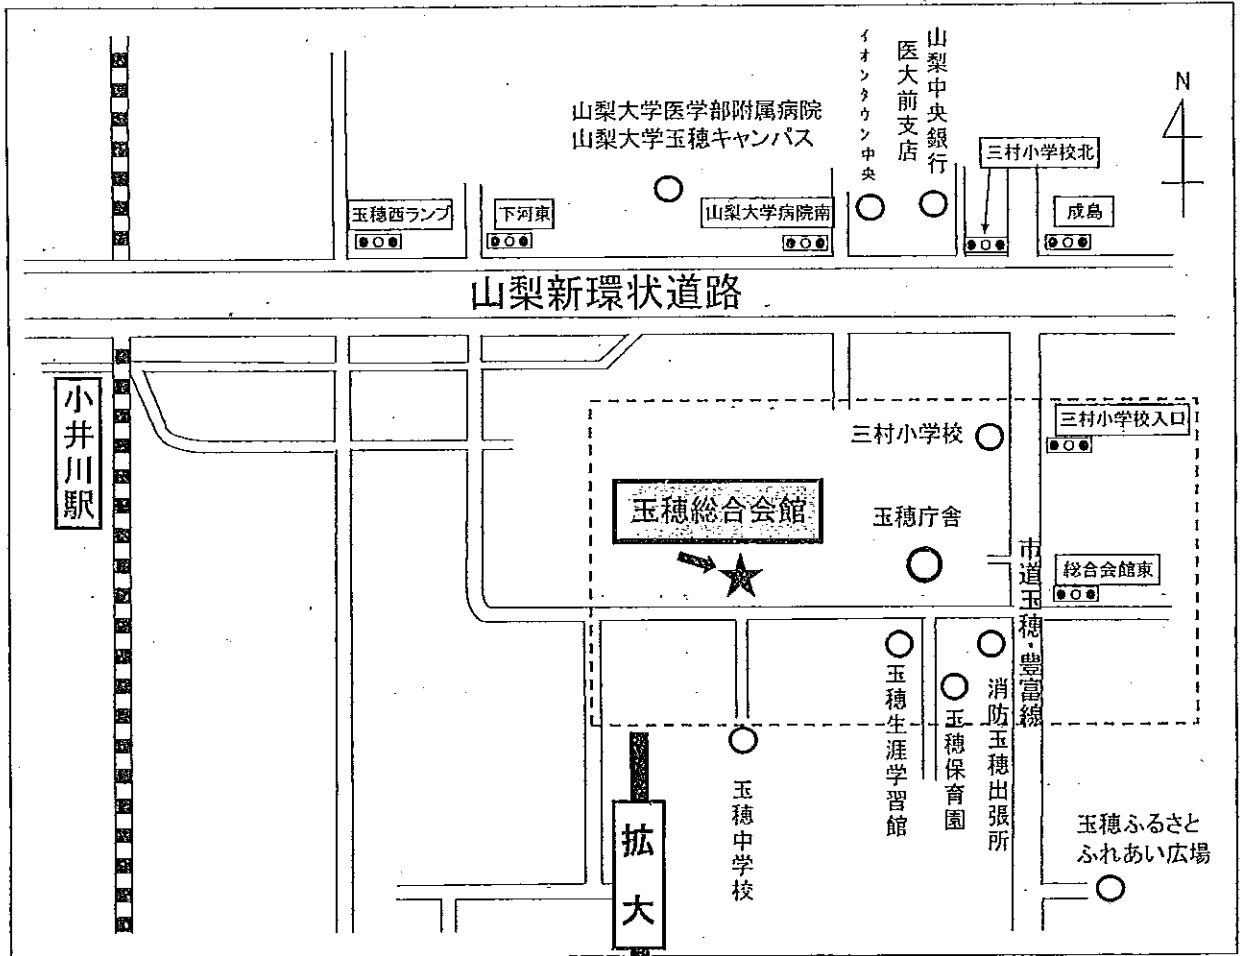 イオンタウン中央
山梨中央銀行
医大前支店
N
山梨大学医学部附属病院
山梨大学玉穂キャンパス
三村小学校北
玉穂西ランプ
下河東
山梨大学病院南
成島
山梨新環状道路
小井川駅
三村小学校
三村小学校入口
玉穂総合会館
玉穂庁舎
市道玉穂・豊富線
総合会館東
玉穂生涯学習館
玉穂保育園
消防玉穂出張所
玉穂中学校
拡大
玉穂ふるさと
ふれあい広場